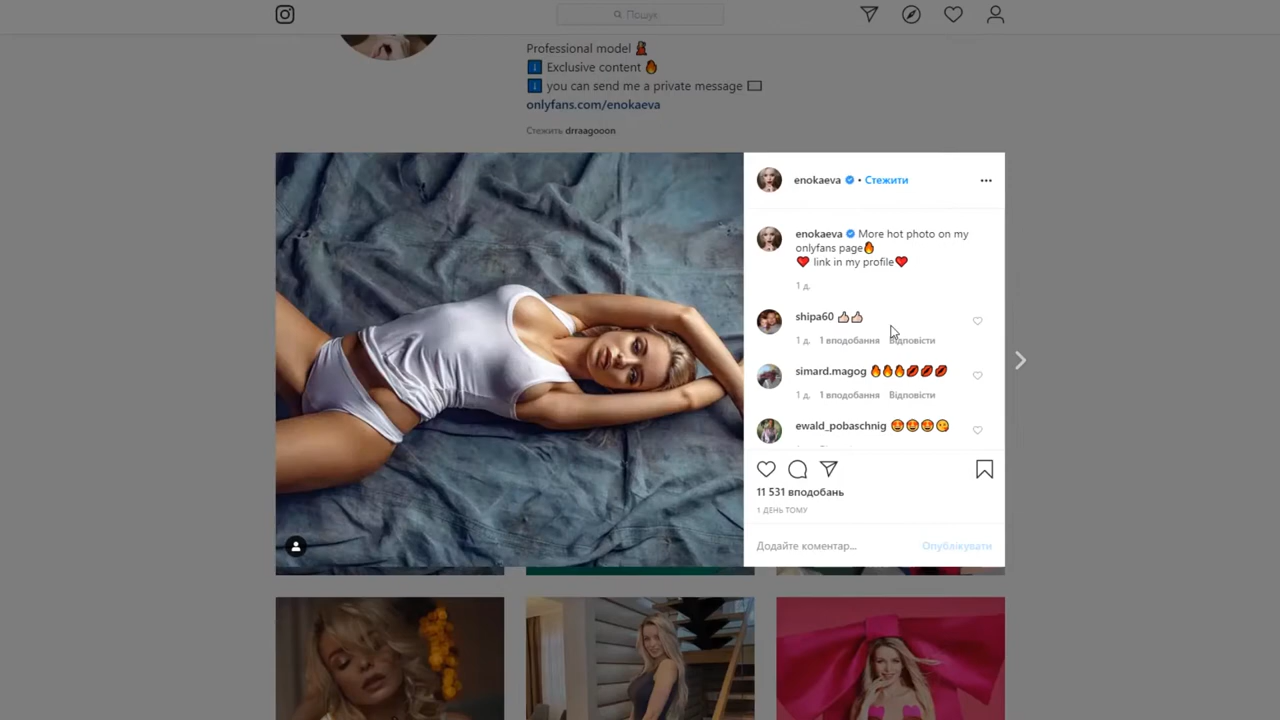 Пошук
Professional model
Exclusive content
you can send me a private message
onlyfans.com/enokaeva
Стежить drraagooon
enokaeva • Стежити
enokaeva More hot photo on my
onlyfans page
link in my profile
1 д.
shipa60
1 д. 1 вподобання Відповісти
simard.magog
1 д. 1 вподобання Відповісти
ewald_pobaschnig
11 531 вподобань
1 ДЕНЬ ТОМУ
Додайте коментар... Опублікувати